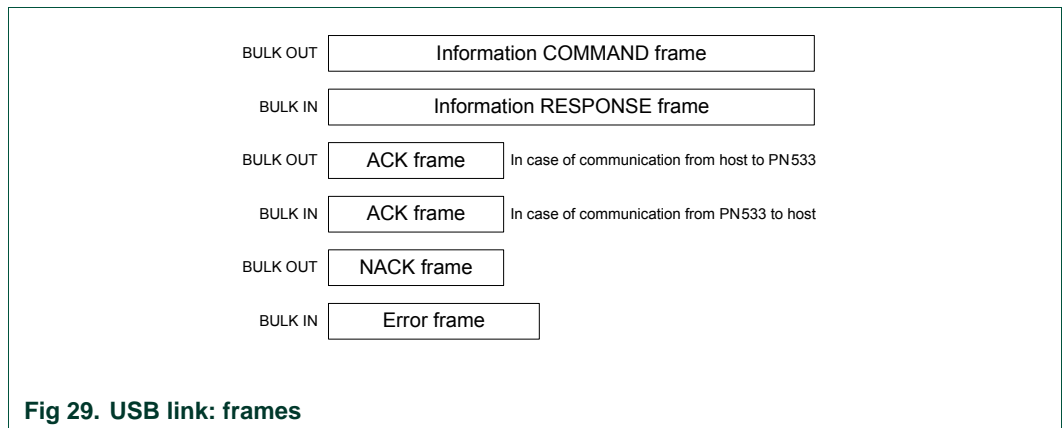 BULK OUT Information COMMAND frame
BULK IN Information RESPONSE frame
BULK OUT ACK frame In case of communication from host to PN533
BULK IN ACK frame In case of communication from PN533 to host
BULK OUT NACK frame
BULK IN Error frame
Fig 29. USB link: frames